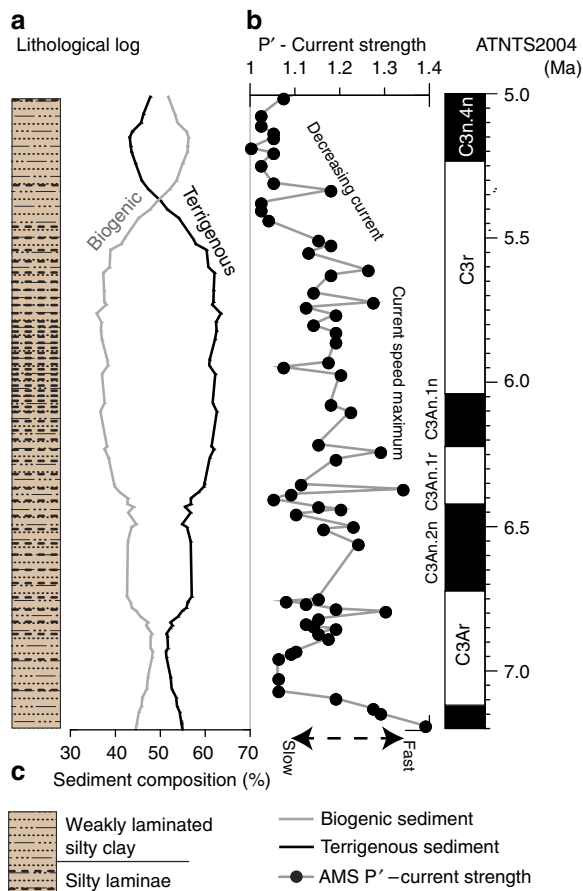 a
Lithological log
b
P′ - Current strength
1 1.1 1.2 1.3 1.4
ATNTS2004
(Ma)
Biogenic
Terrigenous
Decreasing current
Current speed maximum
Slow
Fast
C3n.4n
C3r
C3An.1n
C3An.1r
C3An.2n
C3Ar
5.0
5.5
6.0
6.5
7.0
30 40 50 60 70
Sediment composition (%)
c
Weakly laminated
silty clay
Silty laminae
Biogenic sediment
Terrigenous sediment
AMS P′ –current strength